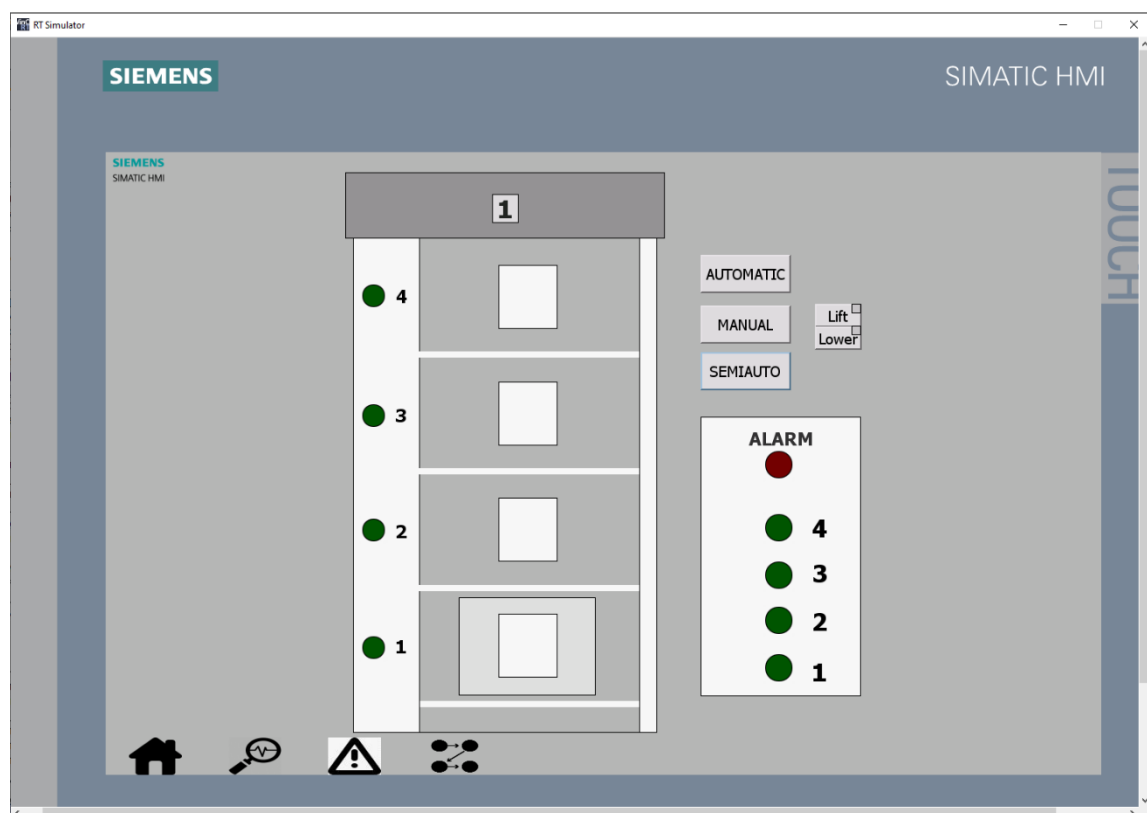 RT Simulator
SIEMENS
SIMATIC HMI
TOUCH
SIEMENS
SIMATIC HMI
1
4
3
2
1
AUTOMATIC
MANUAL
SEMIAUTO
Lift
Lower
ALARM
4
3
2
1